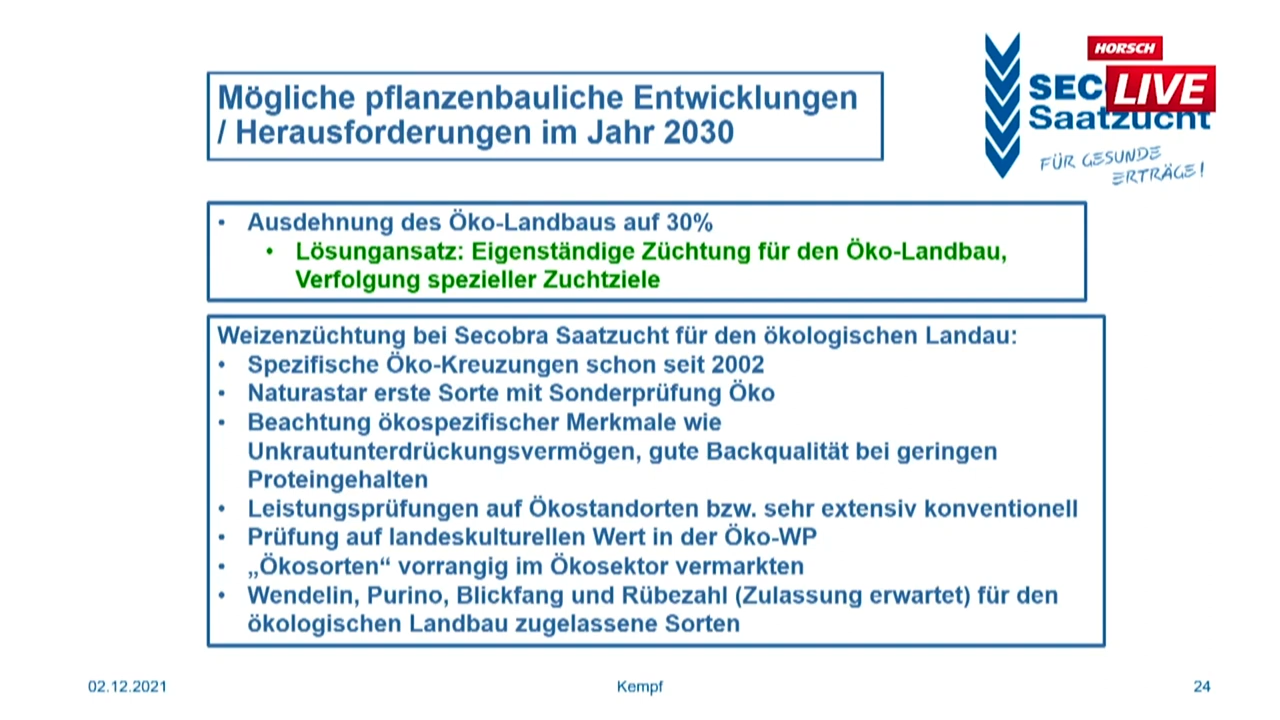 HORSCH
LIVE
SEC
Saatzucht
FÜR GESUNDE
ERTRÄGE!
Mögliche pflanzenbauliche Entwicklungen
/ Herausforderungen im Jahr 2030
• Ausdehnung des Öko-Landbaus auf 30%
• Lösungansatz: Eigenständige Züchtung für den Öko-Landbau,
Verfolgung spezieller Zuchtziele
Weizenzüchtung bei Secobra Saatzucht für den ökologischen Landau:
• Spezifische Öko-Kreuzungen schon seit 2002
• Naturastar erste Sorte mit Sonderprüfung Öko
• Beachtung ökospezifischer Merkmale wie
Unkrautunterdrückungsvermögen, gute Backqualität bei geringen
Proteingehalten
• Leistungsprüfungen auf Ökostandorten bzw. sehr extensiv konventionell
• Prüfung auf landeskulturellen Wert in der Öko-WP
• „Ökosorten“ vorrangig im Ökosektor vermarkten
• Wendelin, Purino, Blickfang und Rübezahl (Zulassung erwartet) für den
ökologischen Landbau zugelassene Sorten
02.12.2021
Kempf
24